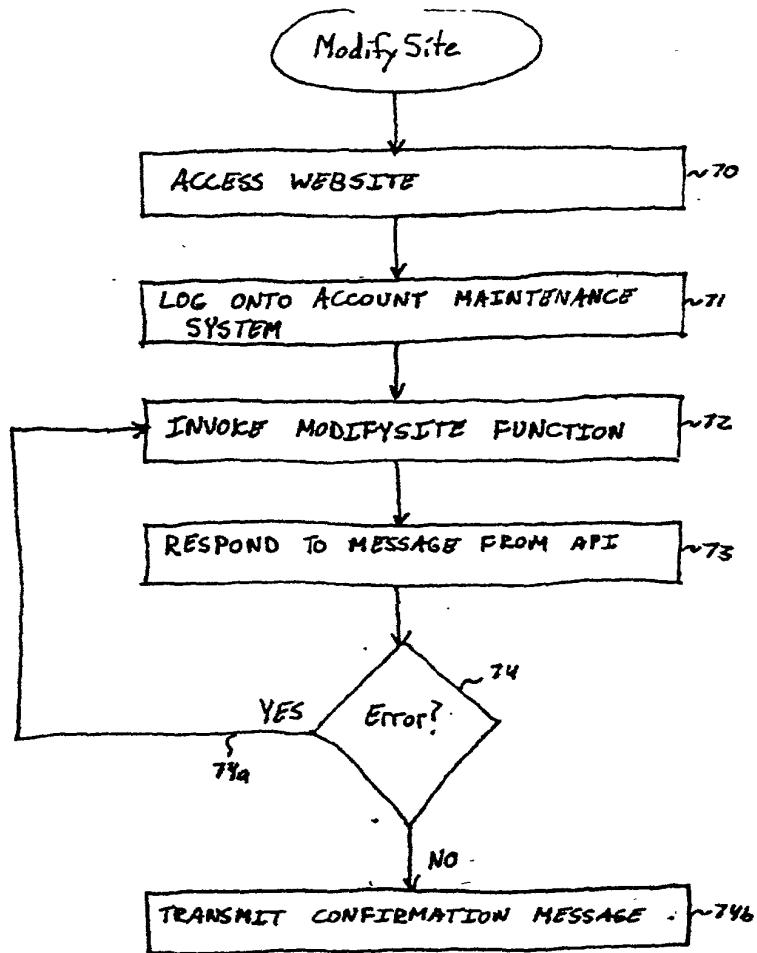 Modify Site
ACCESS WEBSITE
~70
LOG ONTO ACCOUNT MAINTENANCE
SYSTEM
~71
INVOKE MODIFYSITE FUNCTION
~72
RESPOND TO MESSAGE FROM API
~73
74
Error?
YES
74a
NO
TRANSMIT CONFIRMATION MESSAGE
~74b